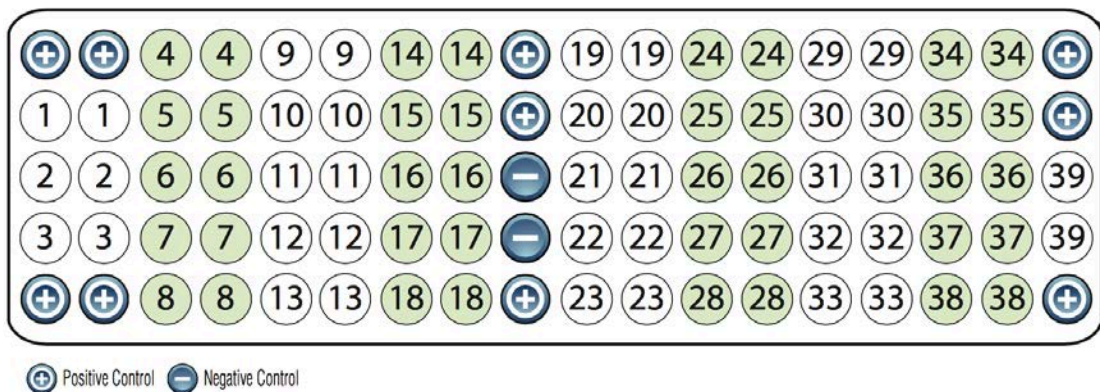 4 4 9 9 14 14 19 19 24 24 29 29 34 34
1 1 5 5 10 10 15 15 20 20 25 25 30 30 35 35
2 2 6 6 11 11 16 16 21 21 26 26 31 31 36 36 39
3 3 7 7 12 12 17 17 22 22 27 27 32 32 37 37 39
8 8 13 13 18 18 23 23 28 28 33 33 38 38
Positive Control Negative Control